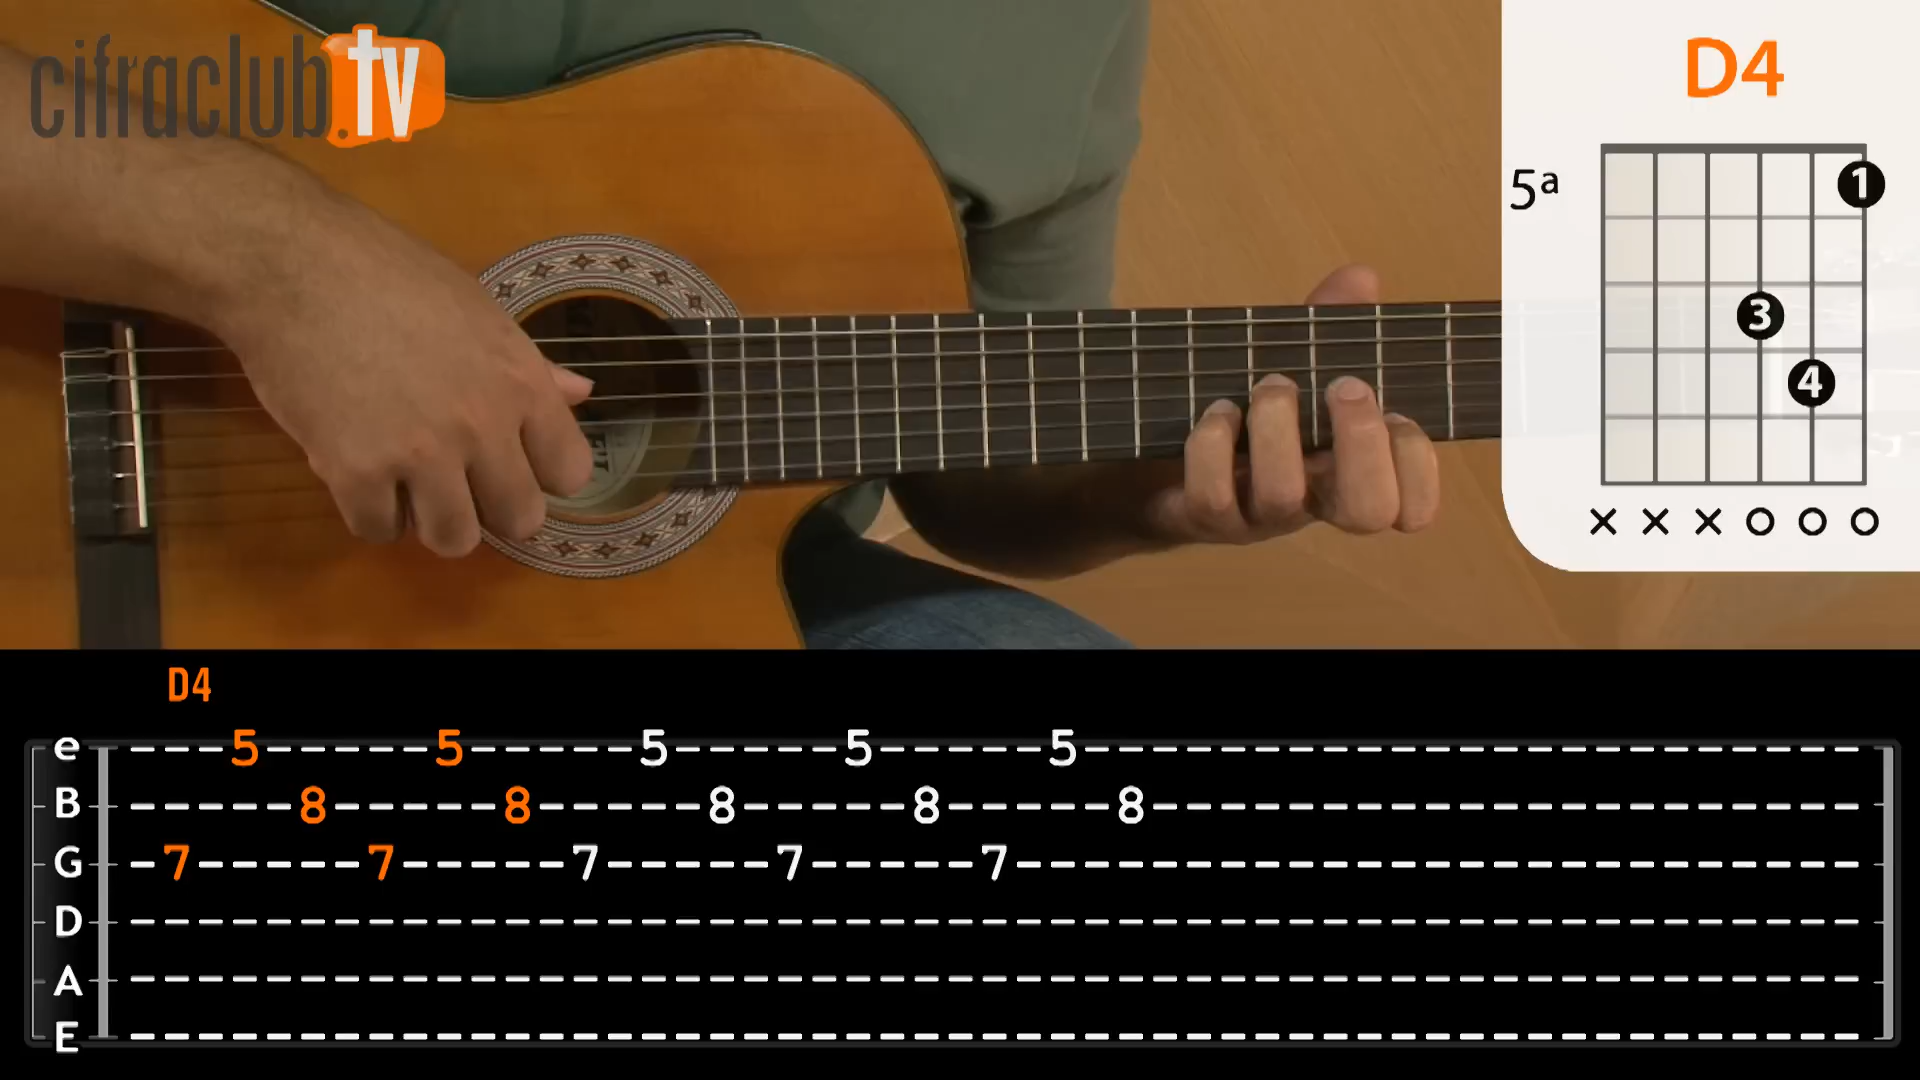 cifraclub.tv
D4
5ª
1
3
4
× × × ○ ○ ○
D4
e 5 5 5 5 5
B 8 8 8 8 8
G 7 7 7 7 7
D
A
E